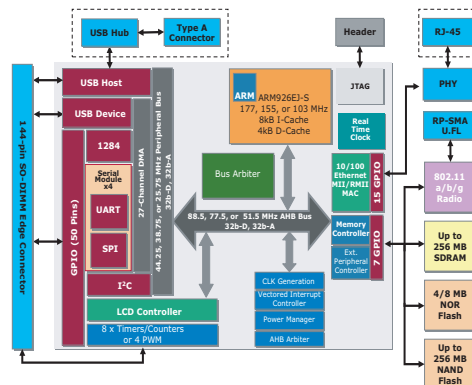 USB Hub
Type A
Connector
Header
RJ-45
144-pin SO-DIMM Edge Connector
USB Host
USB Device
GPIO (50 Pins)
1284
Serial
Module
x4
UART
SPI
I²C
27-Channel DMA
44.25, 38.75, or 25.75 MHz Peripheral Bus
32b-D, 32b-A
LCD Controller
8 x Timers/Counters
or 4 PWM
ARM
ARM926EJ-S
177, 155, or 103 MHz
8kB I-Cache
4kB D-Cache
Bus Arbiter
88.5, 77.5, or 51.5 MHz AHB Bus
32b-D, 32b-A
CLK Generation
Vectored Interrupt
Controller
Power Manager
AHB Arbiter
JTAG
Real
Time
Clock
10/100
Ethernet
MII/RMII
MAC
15 GPIO
Memory
Controller
Ext.
Peripheral
Controller
7 GPIO
PHY
RP-SMA
U.FL
802.11
a/b/g
Radio
Up to
256 MB
SDRAM
4/8 MB
NOR
Flash
Up to
256 MB
NAND
Flash